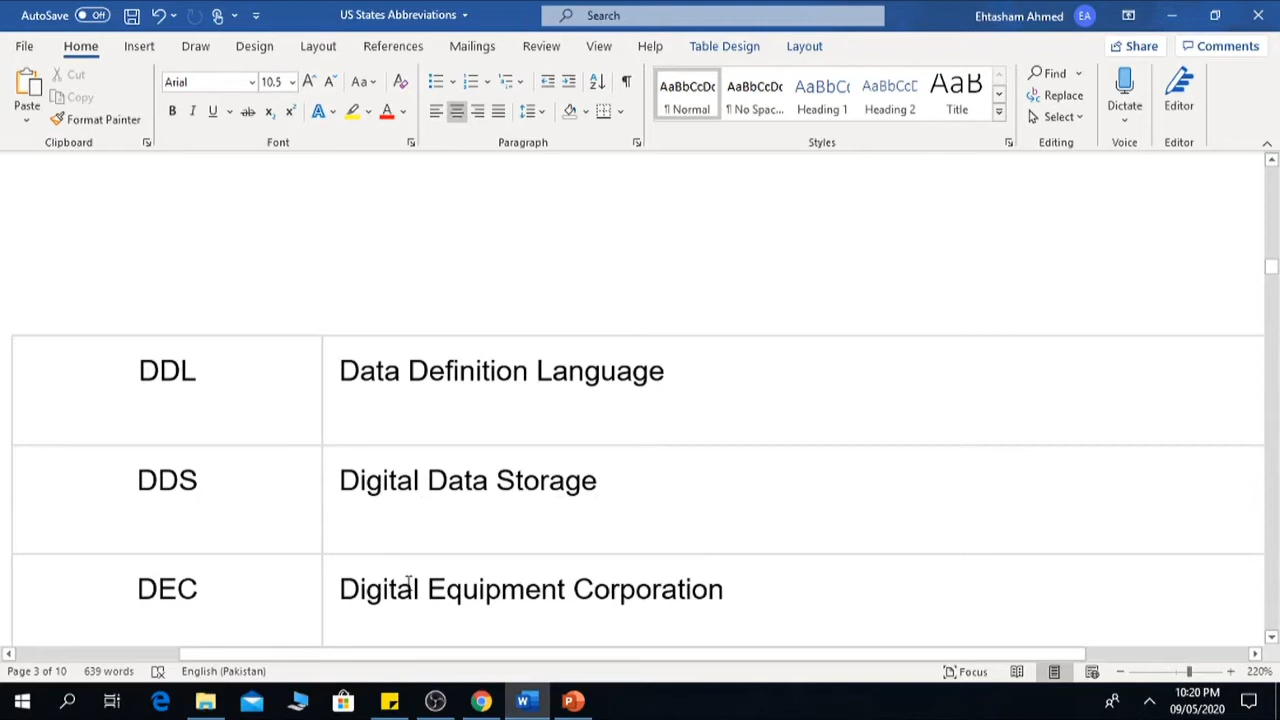 AutoSave Off US States Abbreviations Search Ehtasham Ahmed EA
File Home Insert Draw Design Layout References Mailings Review View Help Table Design Layout Share Comments
Paste Cut Copy Format Painter
Arial 10.5 Aa
AaBbCcDc AaBbCcDc AaBbCc AaBbCcD AaB
¶ Normal ¶ No Spac... Heading 1 Heading 2 Title
Find Replace Select
Dictate Editor
Clipboard Font Paragraph Styles Editing Voice Editor
DDL Data Definition Language
DDS Digital Data Storage
DEC Digital Equipment Corporation
Page 3 of 10 639 words English (Pakistan) Focus 220%
10:20 PM
09/05/2020